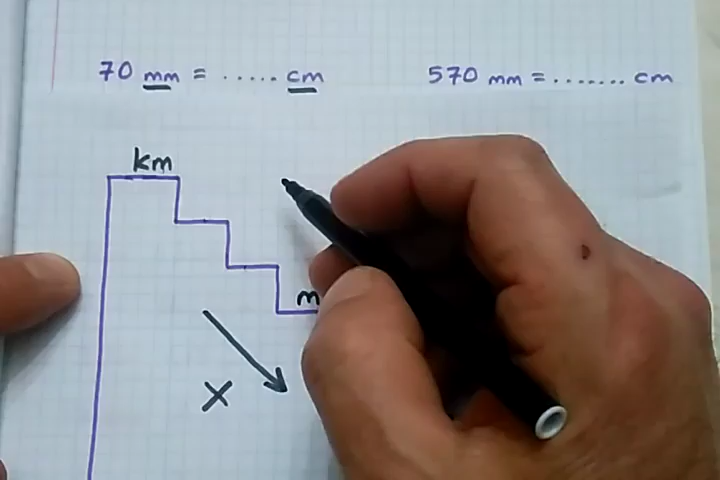 70 mm = ..... cm
570 mm = ....... cm
km
m
X